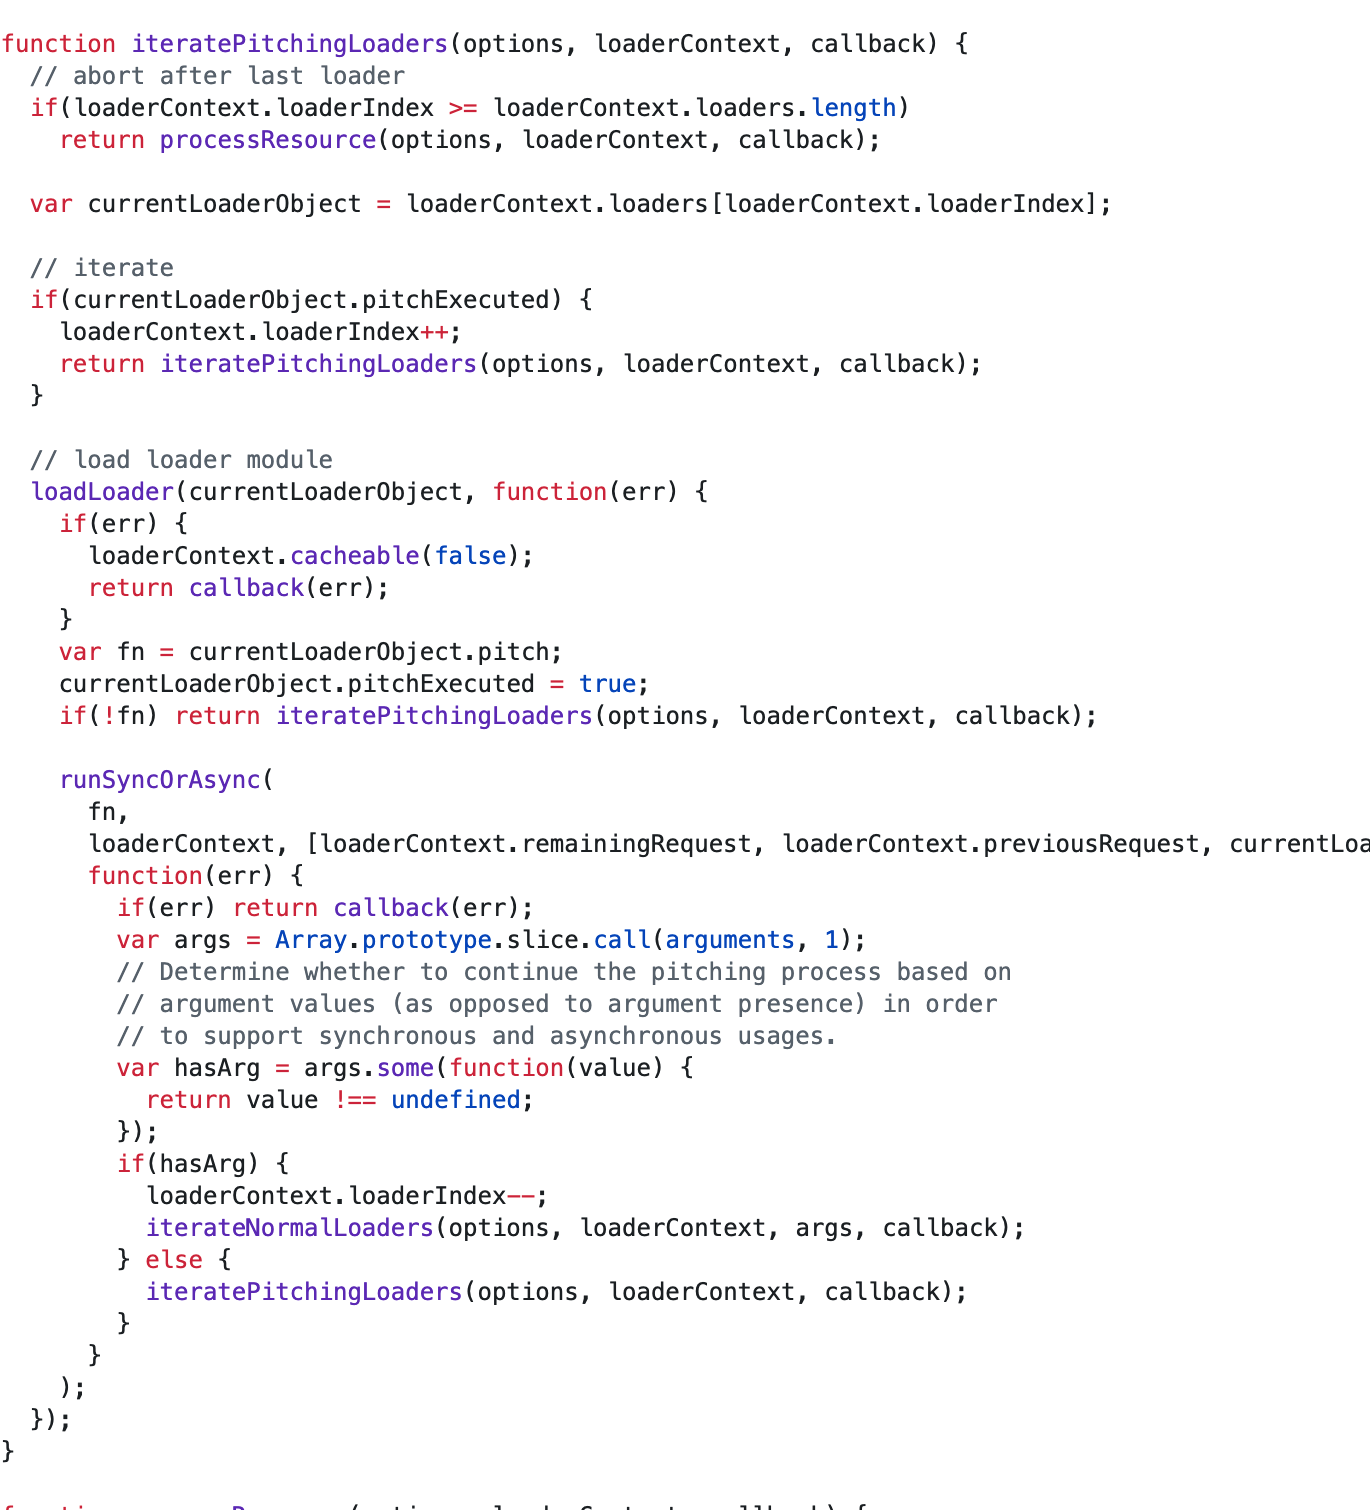 function iteratePitchingLoaders(options, loaderContext, callback) {
  // abort after last loader
  if(loaderContext.loaderIndex >= loaderContext.loaders.length)
    return processResource(options, loaderContext, callback);

  var currentLoaderObject = loaderContext.loaders[loaderContext.loaderIndex];

  // iterate
  if(currentLoaderObject.pitchExecuted) {
    loaderContext.loaderIndex++;
    return iteratePitchingLoaders(options, loaderContext, callback);
  }

  // load loader module
  loadLoader(currentLoaderObject, function(err) {
    if(err) {
      loaderContext.cacheable(false);
      return callback(err);
    }
    var fn = currentLoaderObject.pitch;
    currentLoaderObject.pitchExecuted = true;
    if(!fn) return iteratePitchingLoaders(options, loaderContext, callback);

    runSyncOrAsync(
      fn,
      loaderContext, [loaderContext.remainingRequest, loaderContext.previousRequest, currentLoa
      function(err) {
        if(err) return callback(err);
        var args = Array.prototype.slice.call(arguments, 1);
        // Determine whether to continue the pitching process based on
        // argument values (as opposed to argument presence) in order
        // to support synchronous and asynchronous usages.
        var hasArg = args.some(function(value) {
          return value !== undefined;
        });
        if(hasArg) {
          loaderContext.loaderIndex--;
          iterateNormalLoaders(options, loaderContext, args, callback);
        } else {
          iteratePitchingLoaders(options, loaderContext, callback);
        }
      }
    );
  });
}